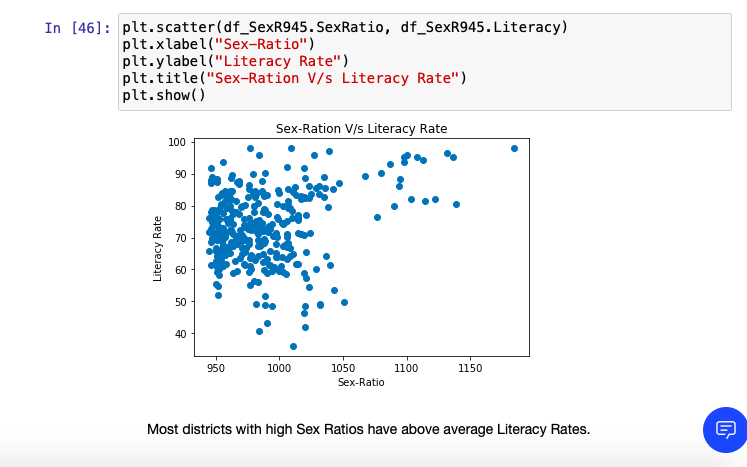 In [46]: plt.scatter(df_SexR945.SexRatio, df_SexR945.Literacy)
plt.xlabel("Sex-Ratio")
plt.ylabel("Literacy Rate")
plt.title("Sex-Ration V/s Literacy Rate")
plt.show()
Sex-Ration V/s Literacy Rate
100
90
80
70
60
50
40
Literacy Rate
950 1000 1050 1100 1150
Sex-Ratio
Most districts with high Sex Ratios have above average Literacy Rates.